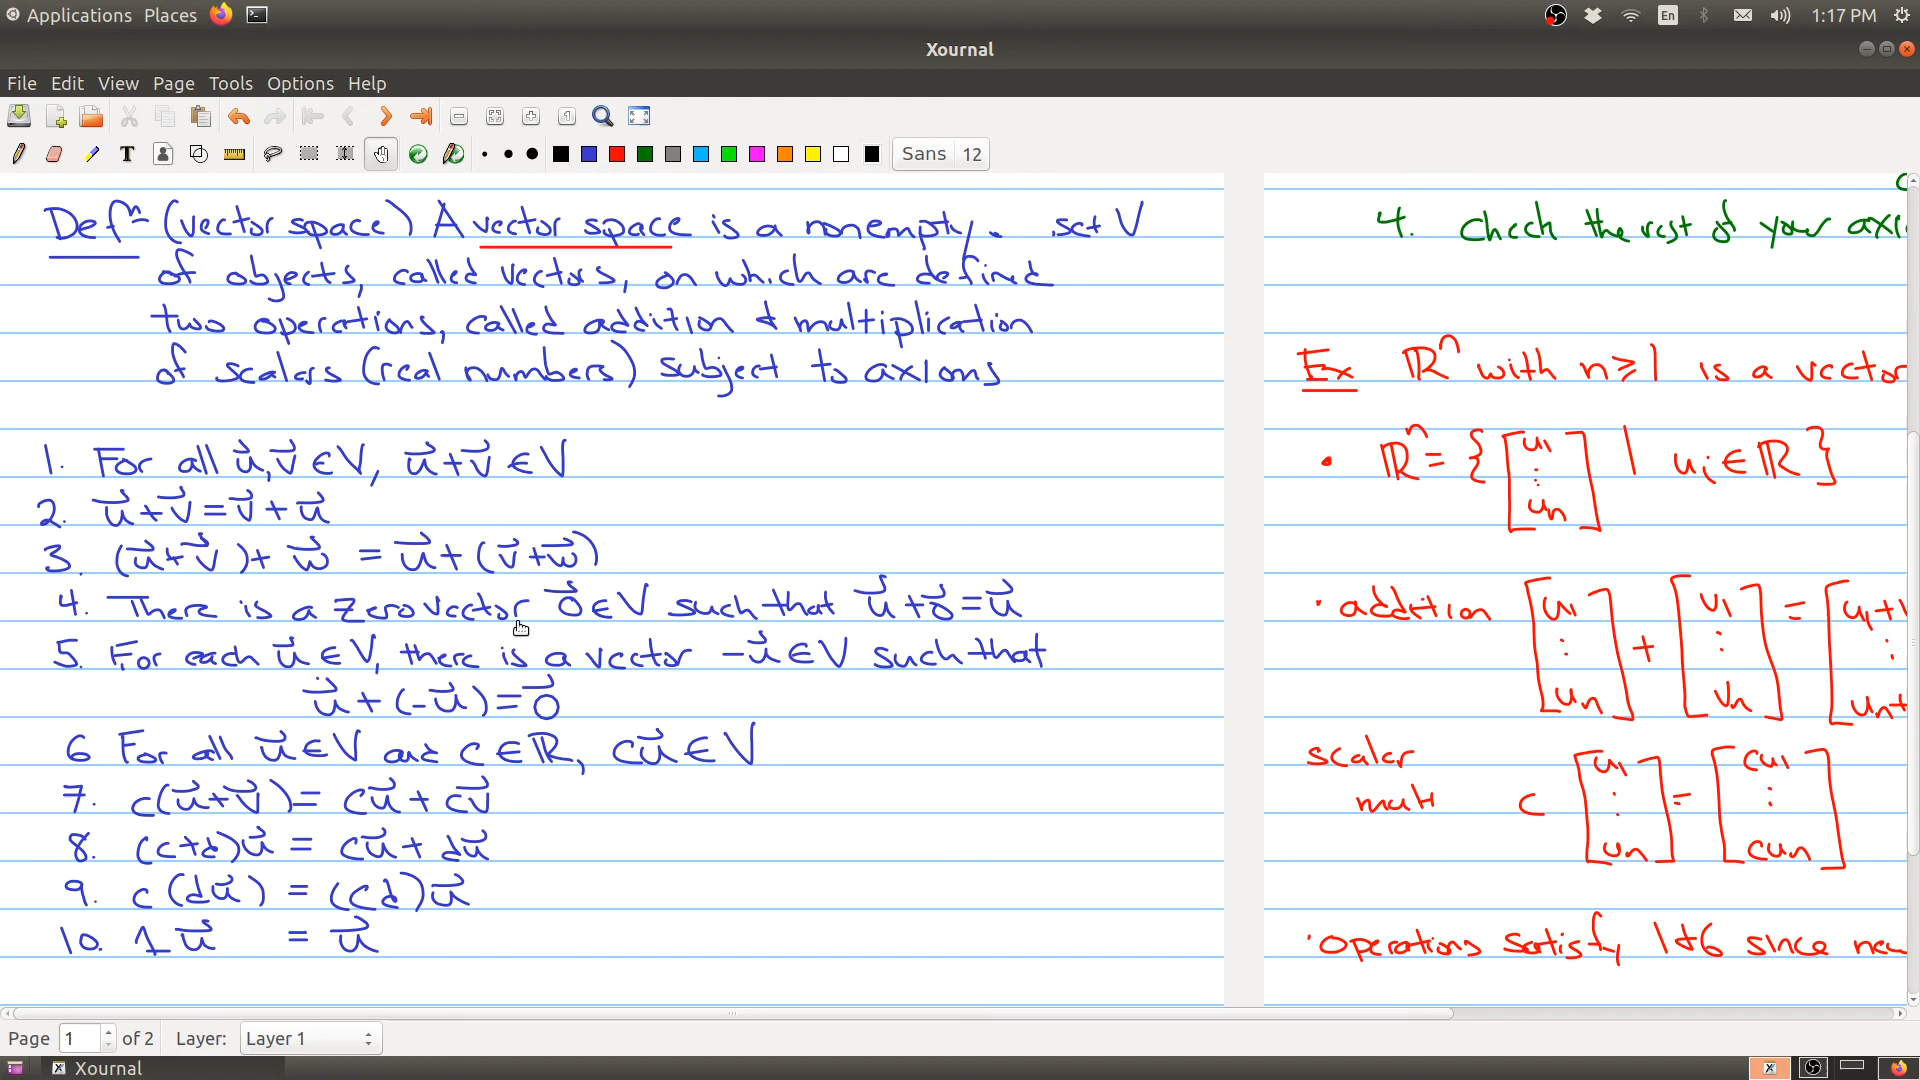 Applications Places En 1:17 PM
Xournal
File Edit View Page Tools Options Help
Sans 12
Defⁿ (vector space) A vector space is a nonempty set V
of objects, called vectors, on which are defined
two operations, called addition & multiplication
of scalars (real numbers) subject to axioms
1. For all u⃗,v⃗ ∈ V, u⃗+v⃗ ∈ V
2. u⃗+v⃗ = v⃗+u⃗
3. (u⃗+v⃗)+w⃗ = u⃗+(v⃗+w⃗)
4. There is a zero vector 0⃗ ∈ V such that u⃗+0⃗=u⃗
5. For each u⃗ ∈ V, there is a vector -u⃗ ∈ V such that
u⃗+(-u⃗)=0⃗
6 For all u⃗ ∈ V and c ∈ ℝ, cu⃗ ∈ V
7. c(u⃗+v⃗)= cu⃗+cv⃗
8. (c+d)u⃗ = cu⃗+du⃗
9. c(du⃗) = (cd)u⃗
10. 1u⃗ = u⃗
4. Check the rest of your axi
Ex ℝⁿ with n≥1 is a vector
• ℝⁿ = { [u₁ ⋮ uₙ] | uᵢ ∈ ℝ }
• addition [u₁ ⋮ uₙ] + [v₁ ⋮ vₙ] = [u₁+v ⋮ uₙ+
scalar
mult c [u₁ ⋮ uₙ] = [cu₁ ⋮ cuₙ]
• operations satisfy 1&6 since new
Page 1 of 2 Layer: Layer 1
Xournal